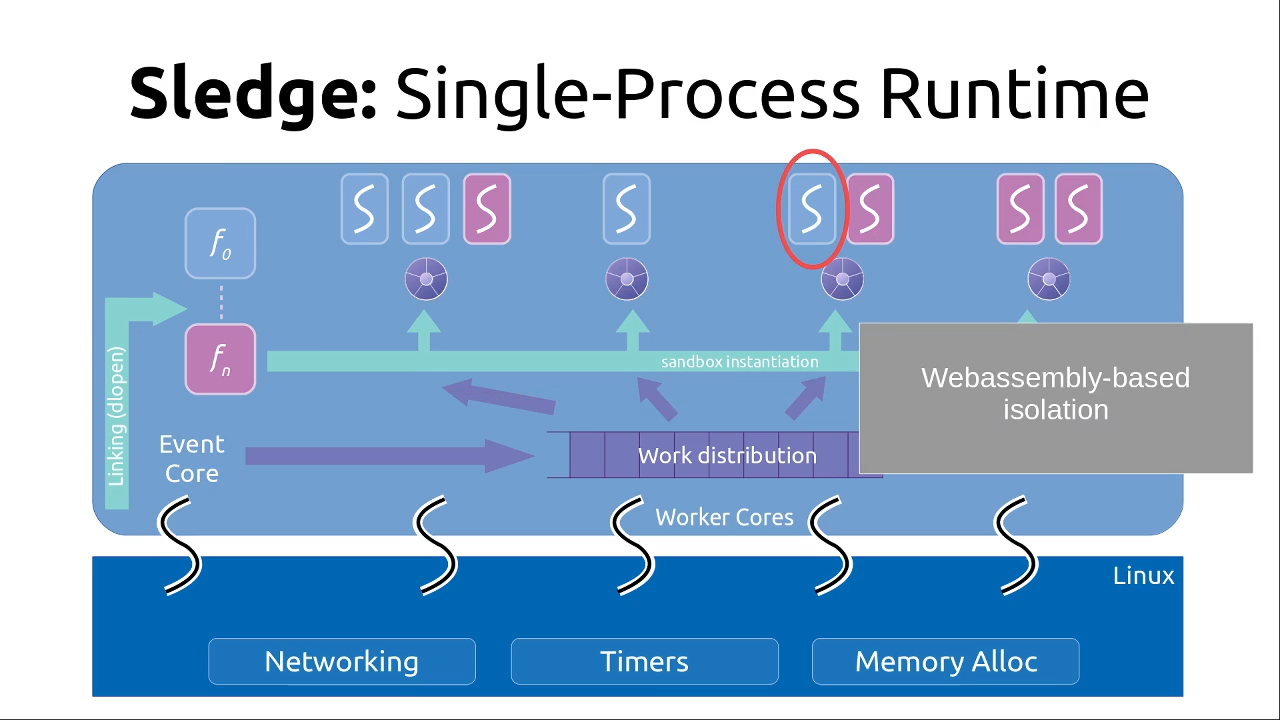 Sledge: Single-Process Runtime
f0
fn
Linking (dlopen)
sandbox instantiation
Webassembly-based
isolation
Event
Core
Work distribution
Worker Cores
Linux
Networking
Timers
Memory Alloc